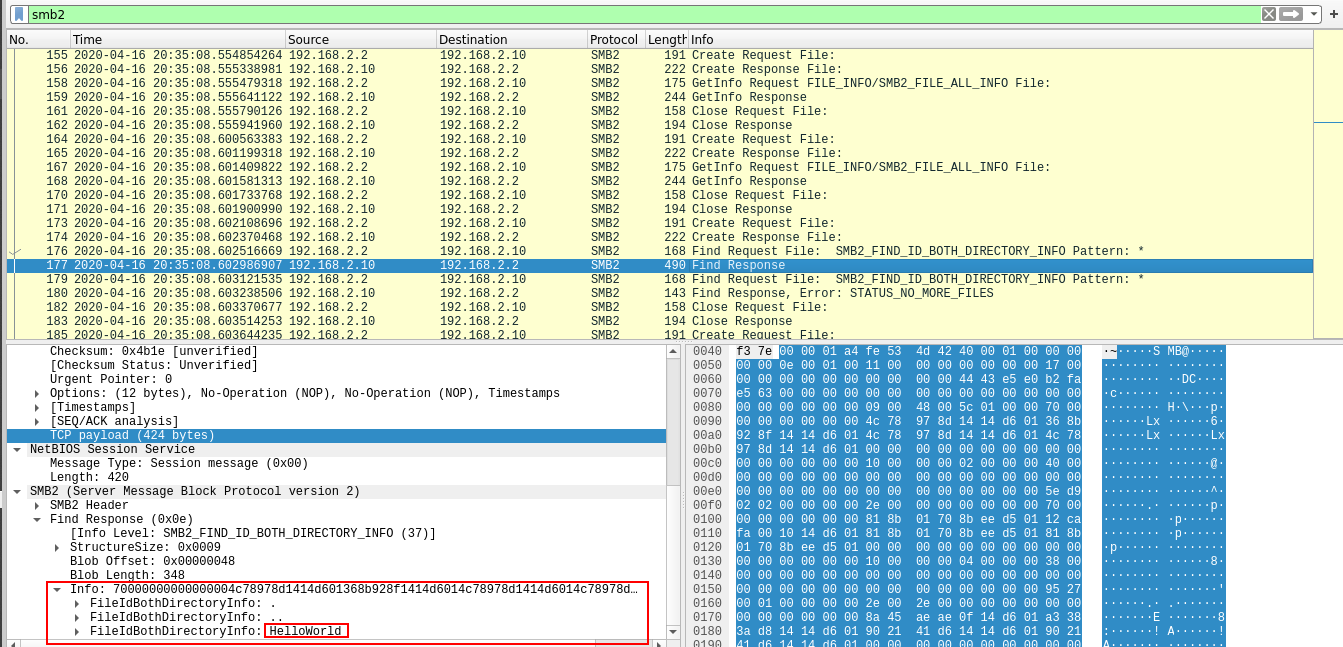 smb2
No. Time Source Destination Protocol Length Info
155 2020-04-16 20:35:08.554854264 192.168.2.2 192.168.2.10 SMB2 191 Create Request File:
156 2020-04-16 20:35:08.555338981 192.168.2.10 192.168.2.2 SMB2 222 Create Response File:
158 2020-04-16 20:35:08.555479318 192.168.2.2 192.168.2.10 SMB2 175 GetInfo Request FILE_INFO/SMB2_FILE_ALL_INFO File:
159 2020-04-16 20:35:08.555641122 192.168.2.10 192.168.2.2 SMB2 244 GetInfo Response
161 2020-04-16 20:35:08.555790126 192.168.2.2 192.168.2.10 SMB2 158 Close Request File:
162 2020-04-16 20:35:08.555941960 192.168.2.10 192.168.2.2 SMB2 194 Close Response
164 2020-04-16 20:35:08.600563383 192.168.2.2 192.168.2.10 SMB2 191 Create Request File:
165 2020-04-16 20:35:08.601199318 192.168.2.10 192.168.2.2 SMB2 222 Create Response File:
167 2020-04-16 20:35:08.601409822 192.168.2.2 192.168.2.10 SMB2 175 GetInfo Request FILE_INFO/SMB2_FILE_ALL_INFO File:
168 2020-04-16 20:35:08.601581313 192.168.2.10 192.168.2.2 SMB2 244 GetInfo Response
170 2020-04-16 20:35:08.601733768 192.168.2.2 192.168.2.10 SMB2 158 Close Request File:
171 2020-04-16 20:35:08.601900990 192.168.2.10 192.168.2.2 SMB2 194 Close Response
173 2020-04-16 20:35:08.602108696 192.168.2.2 192.168.2.10 SMB2 191 Create Request File:
174 2020-04-16 20:35:08.602370468 192.168.2.10 192.168.2.2 SMB2 222 Create Response File:
176 2020-04-16 20:35:08.602516669 192.168.2.2 192.168.2.10 SMB2 168 Find Request File: SMB2_FIND_ID_BOTH_DIRECTORY_INFO Pattern: *
177 2020-04-16 20:35:08.602986907 192.168.2.10 192.168.2.2 SMB2 490 Find Response
179 2020-04-16 20:35:08.603121535 192.168.2.2 192.168.2.10 SMB2 168 Find Request File: SMB2_FIND_ID_BOTH_DIRECTORY_INFO Pattern: *
180 2020-04-16 20:35:08.603238506 192.168.2.10 192.168.2.2 SMB2 143 Find Response, Error: STATUS_NO_MORE_FILES
182 2020-04-16 20:35:08.603370677 192.168.2.2 192.168.2.10 SMB2 158 Close Request File:
183 2020-04-16 20:35:08.603514253 192.168.2.10 192.168.2.2 SMB2 194 Close Response
185 2020-04-16 20:35:08.603644235 192.168.2.2 192.168.2.10 SMB2 191 Create Request File:
Checksum: 0x4b1e [unverified]
[Checksum Status: Unverified]
Urgent Pointer: 0
Options: (12 bytes), No-Operation (NOP), No-Operation (NOP), Timestamps
[Timestamps]
[SEQ/ACK analysis]
TCP payload (424 bytes)
NetBIOS Session Service
Message Type: Session message (0x00)
Length: 420
SMB2 (Server Message Block Protocol version 2)
SMB2 Header
Find Response (0x0e)
[Info Level: SMB2_FIND_ID_BOTH_DIRECTORY_INFO (37)]
StructureSize: 0x0009
Blob Offset: 0x00000048
Blob Length: 348
Info: 70000000000000004c78978d1414d601368b928f1414d6014c78978d1414d6014c78978d…
FileIdBothDirectoryInfo: .
FileIdBothDirectoryInfo: ..
FileIdBothDirectoryInfo: HelloWorld
0040 f3 7e 00 00 01 a4 fe 53 4d 42 40 00 01 00 00 00 ·~·····S MB@·····
0050 00 00 0e 00 01 00 11 00 00 00 00 00 00 00 17 00 ········ ········
0060 00 00 00 00 00 00 00 00 00 00 44 43 e5 e0 b2 fa ········ ··DC····
0070 e5 63 00 00 00 00 00 00 00 00 00 00 00 00 00 00 ·c······ ········
0080 00 00 00 00 00 00 09 00 48 00 5c 01 00 00 70 00 ········ H·\···p·
0090 00 00 00 00 00 00 4c 78 97 8d 14 14 d6 01 36 8b ······Lx ······6·
00a0 92 8f 14 14 d6 01 4c 78 97 8d 14 14 d6 01 4c 78 ······Lx ······Lx
00b0 97 8d 14 14 d6 01 00 00 00 00 00 00 00 00 00 00 ········ ········
00c0 00 00 00 00 00 00 10 00 00 00 02 00 00 00 40 00 ········ ······@·
00d0 00 00 00 00 00 00 00 00 00 00 00 00 00 00 00 00 ········ ········
00e0 00 00 00 00 00 00 00 00 00 00 00 00 00 00 5e d9 ········ ······^·
00f0 02 02 00 00 00 00 2e 00 00 00 00 00 00 00 70 00 ······.· ······p·
0100 00 00 00 00 00 00 81 8b 01 70 8b ee d5 01 12 ca ········ ·p······
0110 fa 00 10 14 d6 01 81 8b 01 70 8b ee d5 01 81 8b ········ ·p······
0120 01 70 8b ee d5 01 00 00 00 00 00 00 00 00 00 00 ·p······ ········
0130 00 00 00 00 00 00 10 00 00 00 04 00 00 00 38 00 ········ ······8·
0140 00 00 00 00 00 00 00 00 00 00 00 00 00 00 00 00 ········ ········
0150 00 00 00 00 00 00 00 00 00 00 00 00 00 00 95 27 ········ ·······'
0160 00 01 00 00 00 00 2e 00 2e 00 00 00 00 00 00 00 ······.· .·······
0170 00 00 00 00 00 00 8a 45 ae ae 0f 14 d6 01 a3 38 ·······E ·······8
0180 3a d8 14 14 d6 01 90 21 41 d6 14 14 d6 01 90 21 :······! A······!
0190 41 d6 14 14 d6 01 00 00 00 00 00 00 00 00 00 00 A······· ········